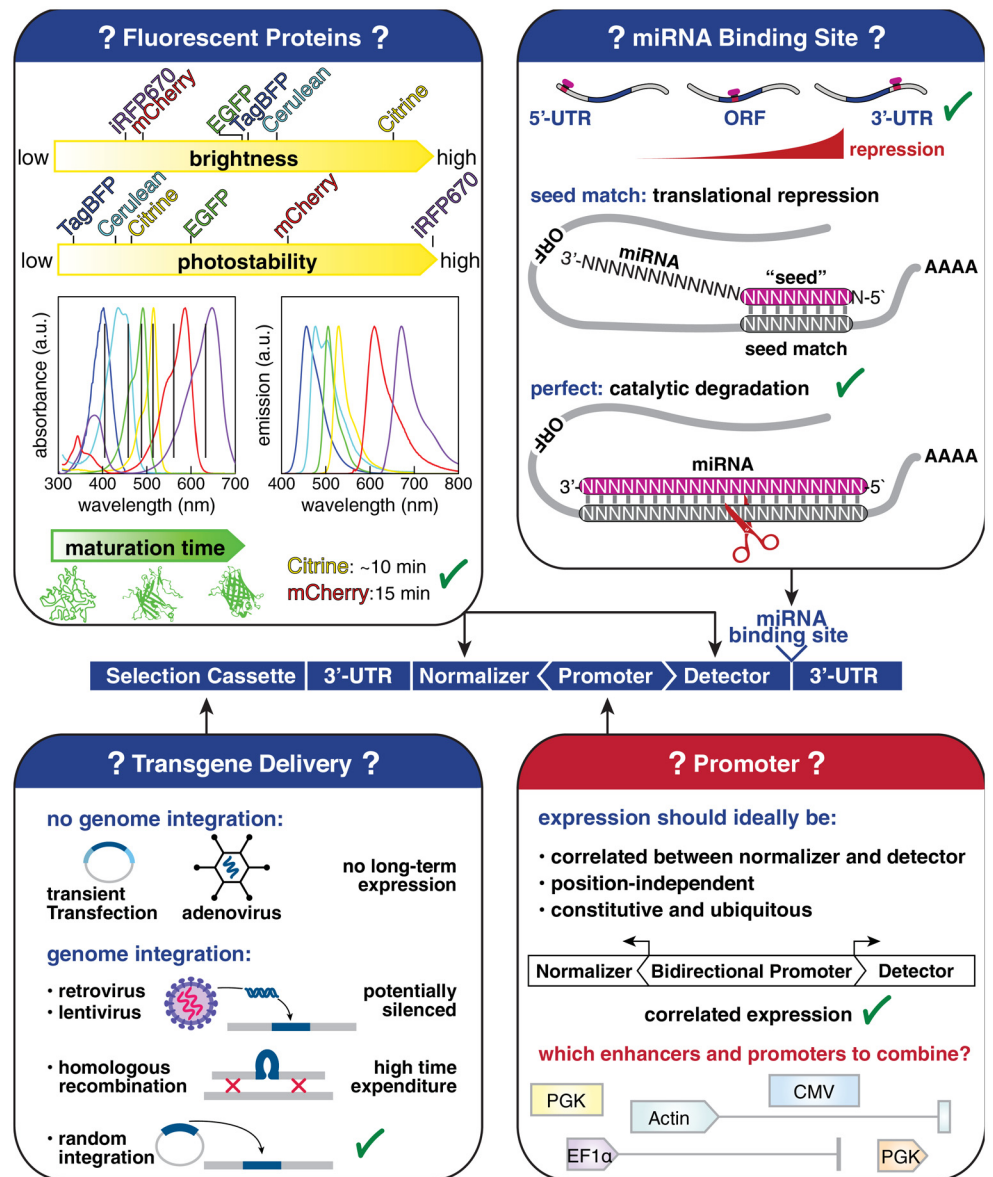 ? Fluorescent Proteins ?
iRFP670
mCherry
EGFP
TagBFP
Cerulean
Citrine
low
brightness
high
TagBFP
Cerulean
Citrine
EGFP
mCherry
iRFP670
low
photostability
high
absorbance (a.u.)
300 400 500 600 700
wavelength (nm)
emission (a.u.)
400 500 600 700 800
wavelength (nm)
maturation time
Citrine: ~10 min
mCherry:15 min
? miRNA Binding Site ?
5'-UTR
ORF
3'-UTR
repression
seed match: translational repression
ORF
3'-NNNNNNNNNNNN
miRNA
“seed”
NNNNNNNN
N-5`
NNNNNNNN
seed match
AAAA
perfect: catalytic degradation
ORF
miRNA
3'-
NNNNNNNNNNNNNNNNNNNNNN
-5`
NNNNNNNNNNNNNNNNNNNNNN
AAAA
miRNA
binding site
Selection Cassette
3'-UTR
Normalizer
Promoter
Detector
3'-UTR
? Transgene Delivery ?
no genome integration:
transient
Transfection
adenovirus
no long-term
expression
genome integration:
· retrovirus
· lentivirus
potentially
silenced
· homologous
recombination
high time
expenditure
· random
integration
? Promoter ?
expression should ideally be:
· correlated between normalizer and detector
· position-independent
· constitutive and ubiquitous
Normalizer
Bidirectional Promoter
Detector
correlated expression
which enhancers and promoters to combine?
PGK
Actin
CMV
EF1α
PGK